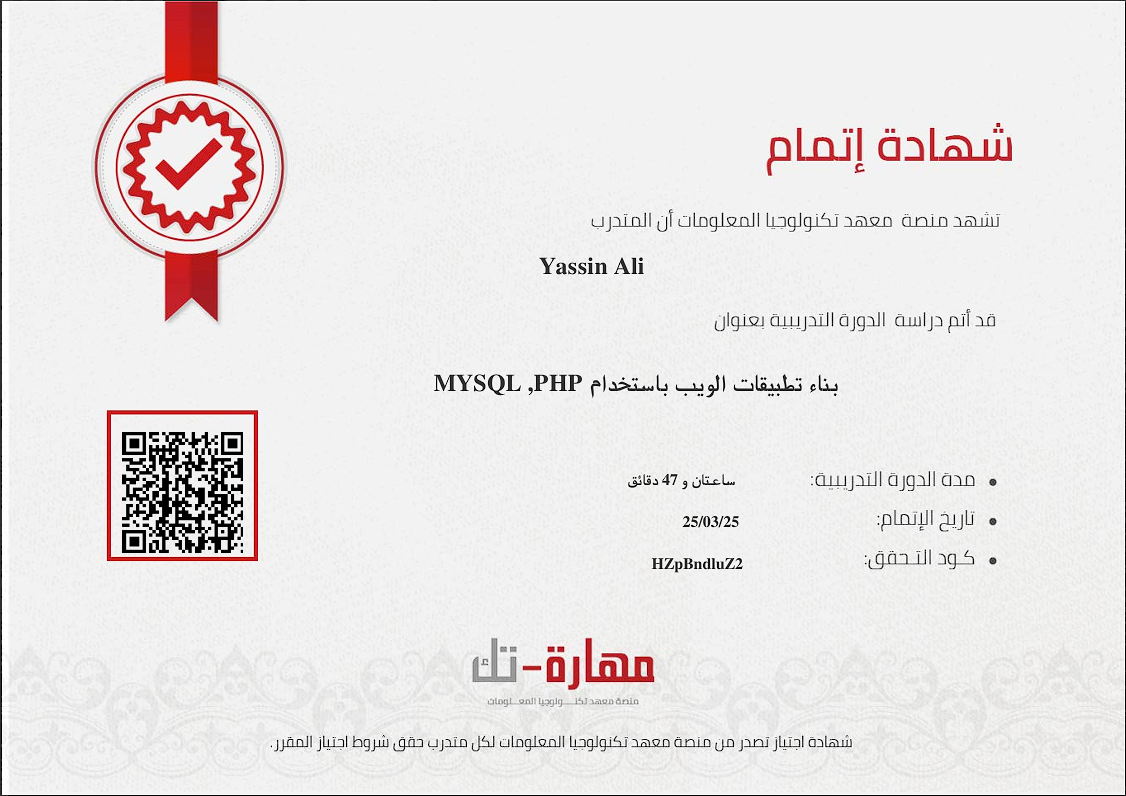 شهادة إتمام
تشهد منصة معهد تكنولوجيا المعلومات أن المتدرب
Yassin Ali
قد أتم دراسة الدورة التدريبية بعنوان
بناء تطبيقات الويب باستخدام MYSQL ,PHP
مدة الدورة التدريبية: ساعتان و 47 دقائق
تاريخ الإتمام: 25/03/25
كود التحقق: HZpBndluZ2
مهارة-تك
منصة معهد تكنولوجيا المعلومات
شهادة اجتياز تصدر من منصة معهد تكنولوجيا المعلومات لكل متدرب حقق شروط اجتياز المقرر.